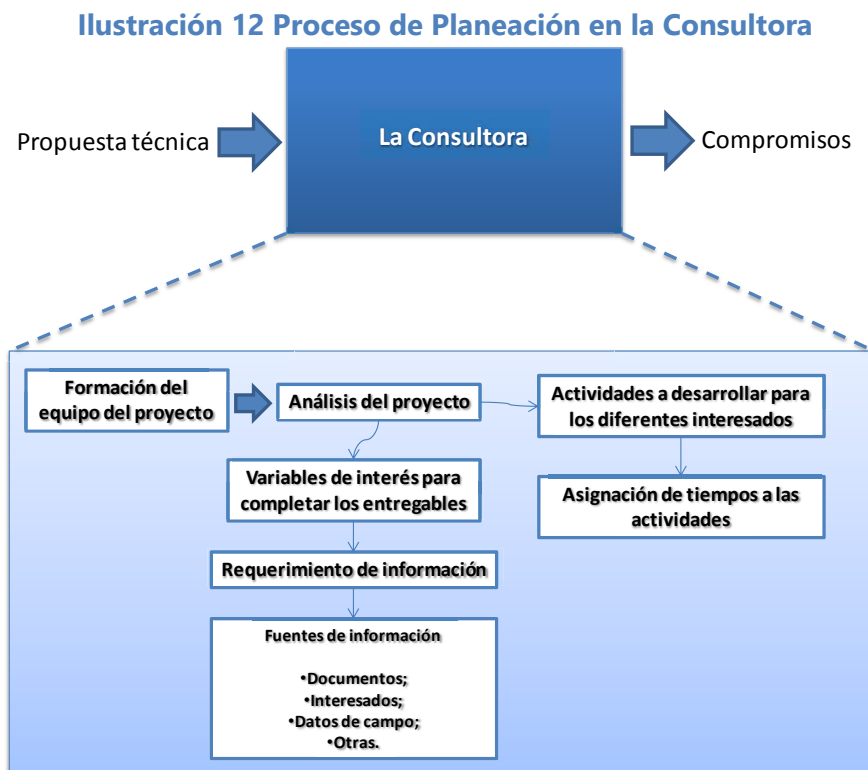 Ilustración 12 Proceso de Planeación en la Consultora
Propuesta técnica
La Consultora
Compromisos
Formación del
equipo del proyecto
Análisis del proyecto
Actividades a desarrollar para
los diferentes interesados
Variables de interés para
completar los entregables
Asignación de tiempos a las
actividades
Requerimiento de información
Fuentes de información
•Documentos;
•Interesados;
•Datos de campo;
•Otras.